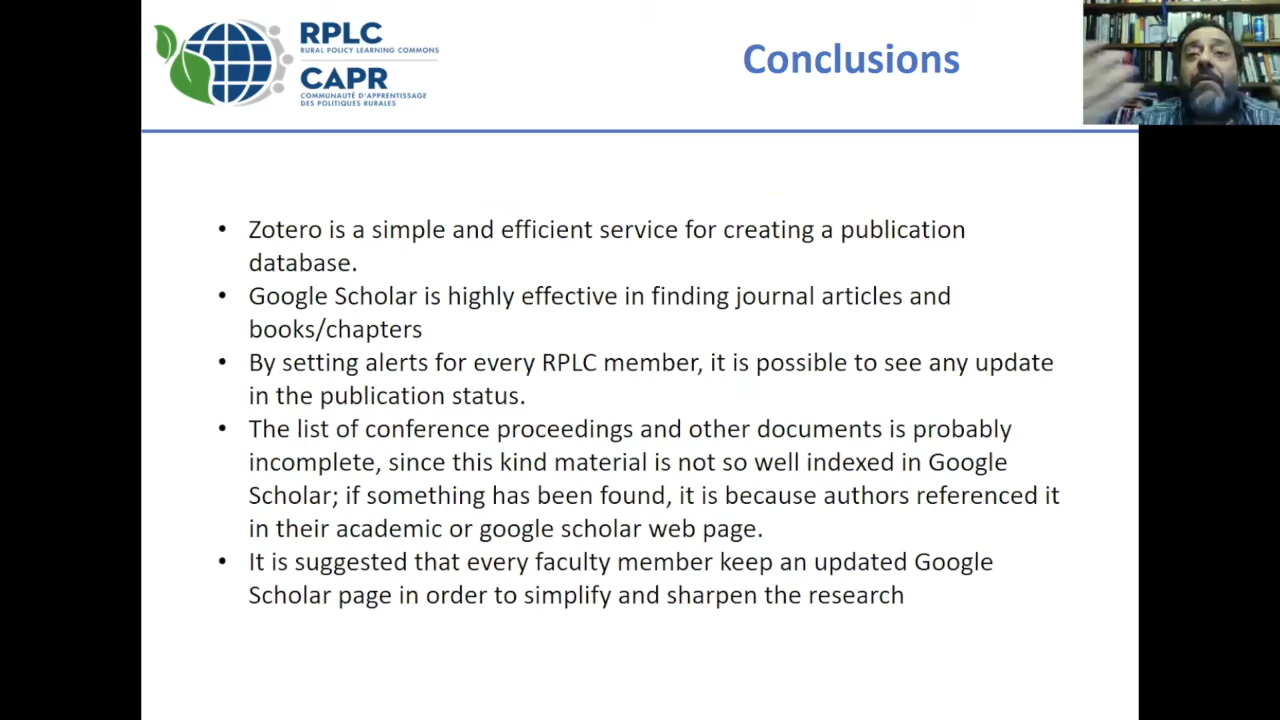 RPLC
RURAL POLICY LEARNING COMMONS
CAPR
COMMUNAUTÉ D'APPRENTISSAGE
DES POLITIQUES RURALES
Conclusions
• Zotero is a simple and efficient service for creating a publication
database.
• Google Scholar is highly effective in finding journal articles and
books/chapters
• By setting alerts for every RPLC member, it is possible to see any update
in the publication status.
• The list of conference proceedings and other documents is probably
incomplete, since this kind material is not so well indexed in Google
Scholar; if something has been found, it is because authors referenced it
in their academic or google scholar web page.
• It is suggested that every faculty member keep an updated Google
Scholar page in order to simplify and sharpen the research